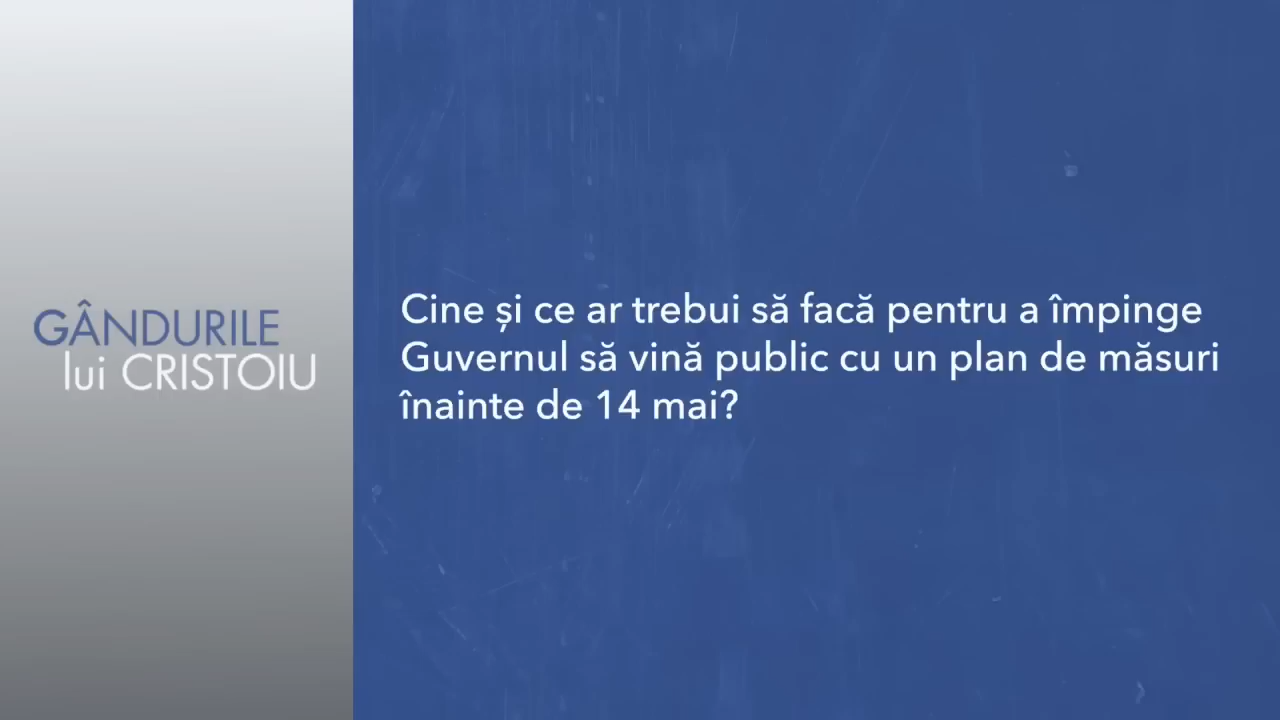 GÂNDURILE
lui CRISTOIU
Cine și ce ar trebui să facă pentru a împinge
Guvernul să vină public cu un plan de măsuri
înainte de 14 mai?